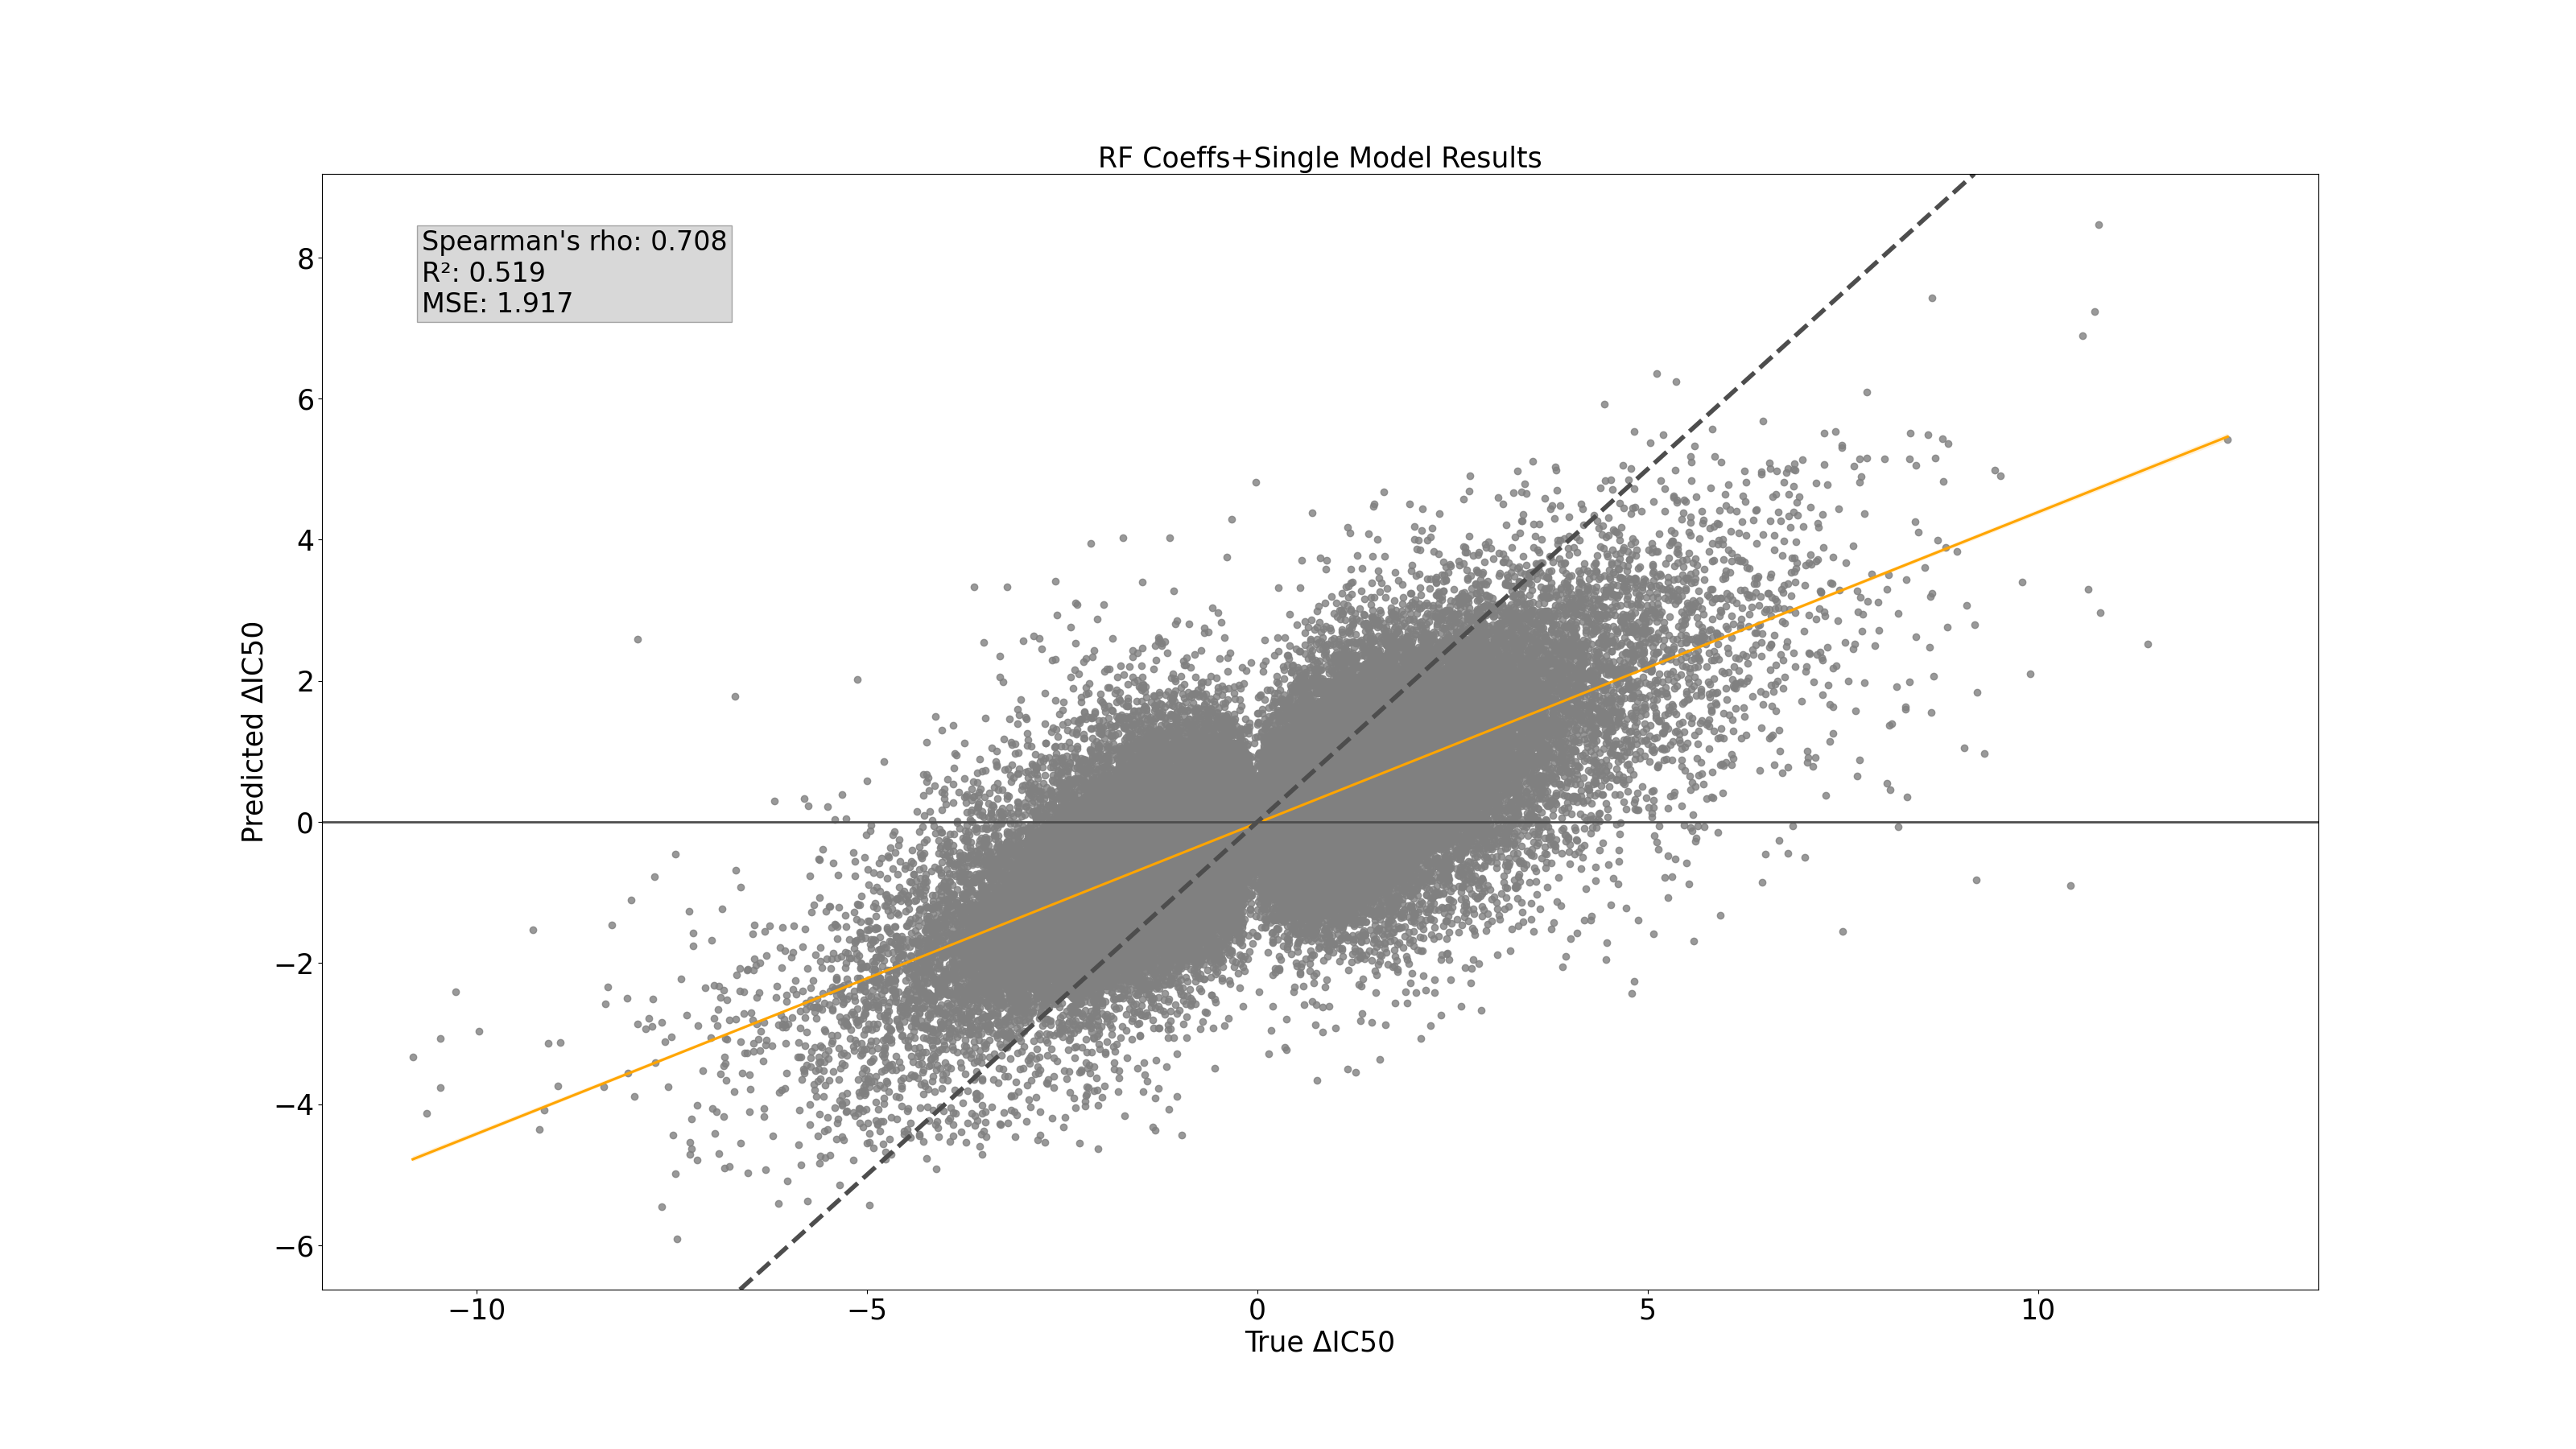 RF Coeffs+Single Model Results
Spearman's rho: 0.708
R²: 0.519
MSE: 1.917
8
6
4
2
0
−2
−4
−6
Predicted ΔIC50
−10
−5
0
5
10
True ΔIC50